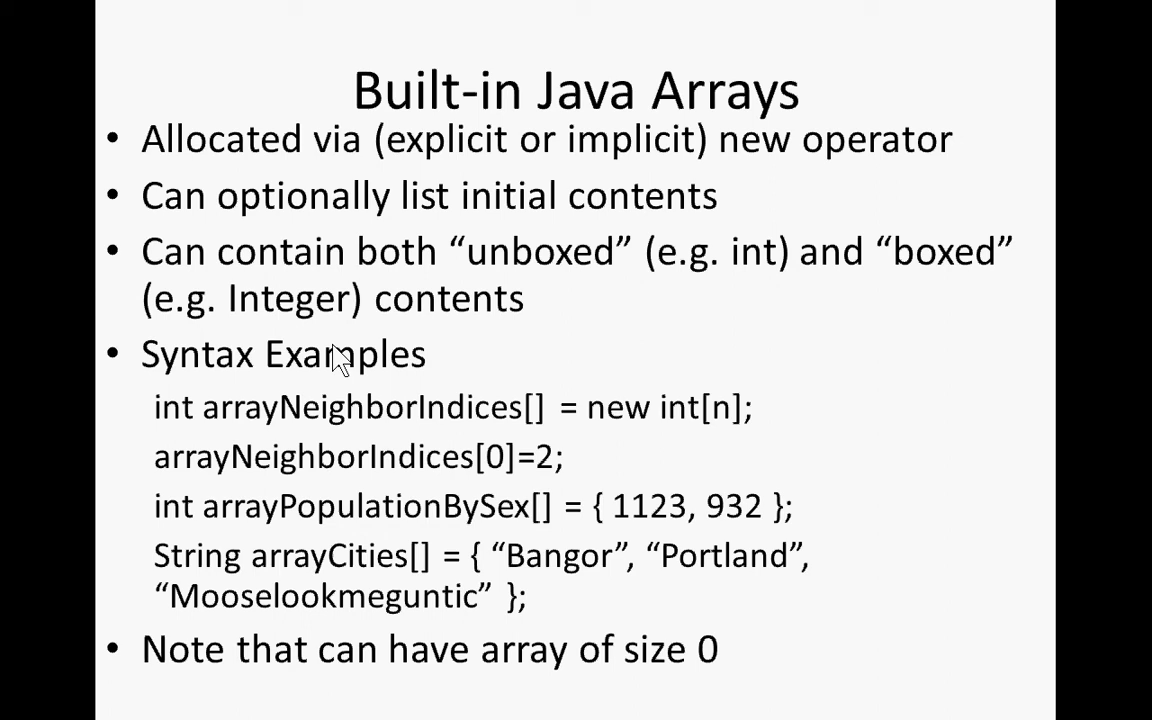 Built-in Java Arrays
• Allocated via (explicit or implicit) new operator
• Can optionally list initial contents
• Can contain both “unboxed” (e.g. int) and “boxed”
(e.g. Integer) contents
• Syntax Examples
int arrayNeighborIndices[] = new int[n];
arrayNeighborIndices[0]=2;
int arrayPopulationBySex[] = { 1123, 932 };
String arrayCities[] = { “Bangor”, “Portland”,
“Mooselookmeguntic” };
• Note that can have array of size 0